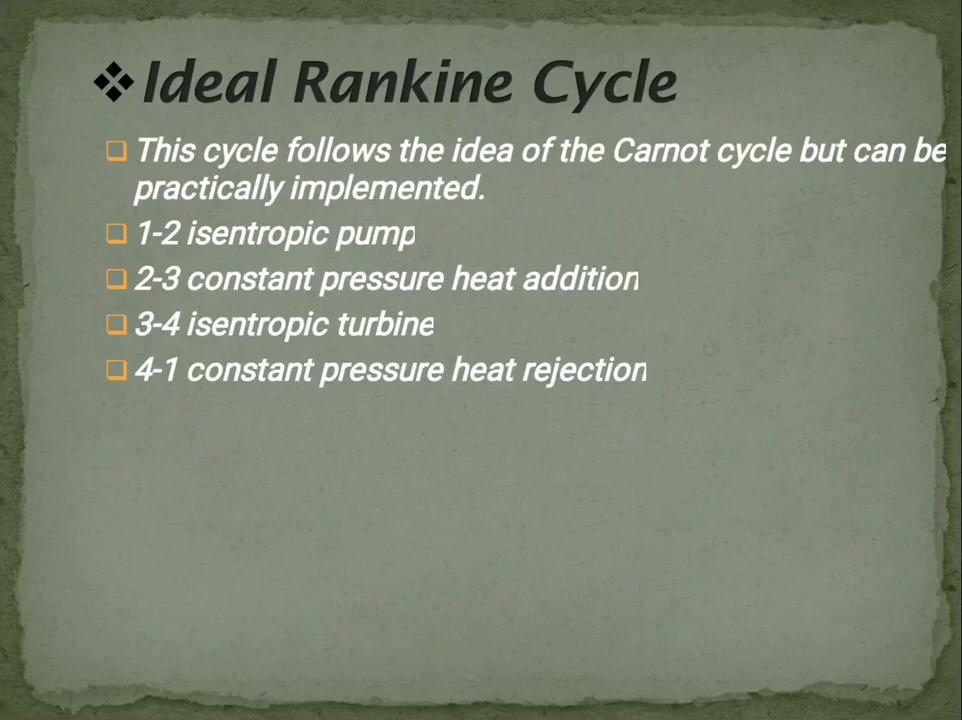 ❖Ideal Rankine Cycle
❑ This cycle follows the idea of the Carnot cycle but can be
practically implemented.
❑ 1-2 isentropic pump
❑ 2-3 constant pressure heat addition
❑ 3-4 isentropic turbine
❑ 4-1 constant pressure heat rejection